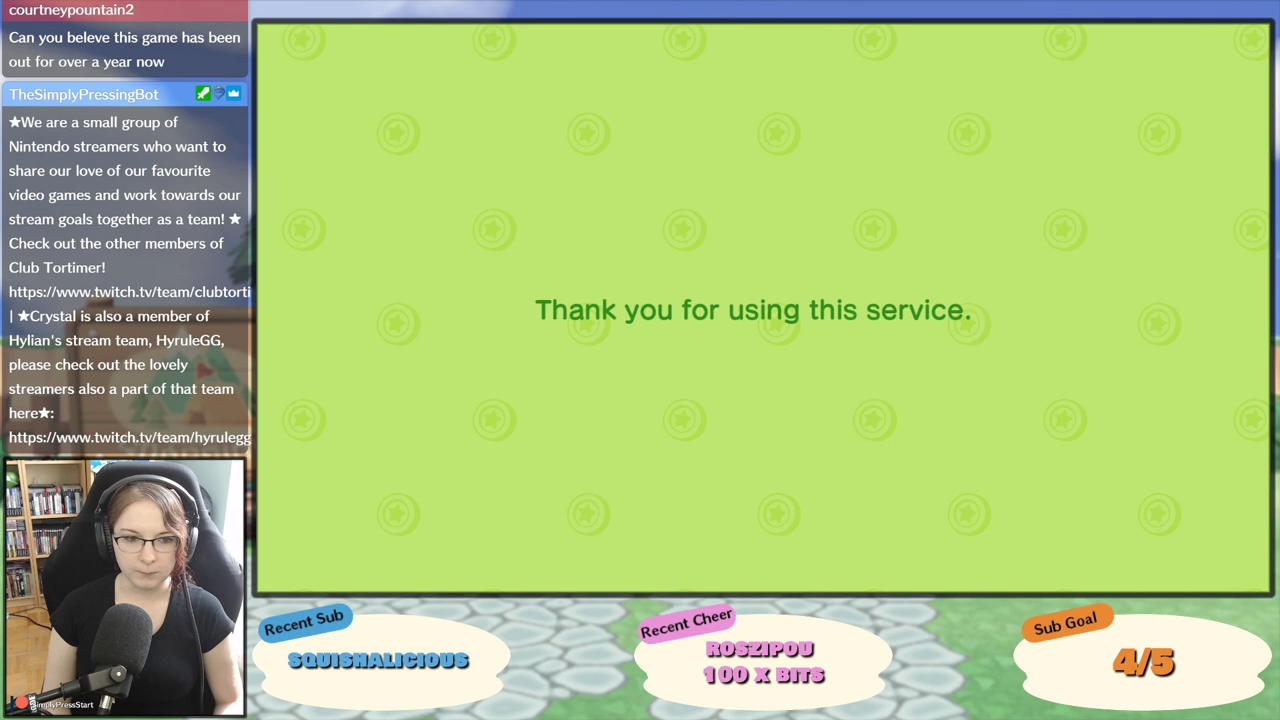 courtneypountain2
Can you beleve this game has been
out for over a year now
TheSimplyPressingBot
★We are a small group of
Nintendo streamers who want to
share our love of our favourite
video games and work towards our
stream goals together as a team! ★
Check out the other members of
Club Tortimer!
https://www.twitch.tv/team/clubtorti
| ★Crystal is also a member of
Hylian's stream team, HyruleGG,
please check out the lovely
streamers also a part of that team
here★:
https://www.twitch.tv/team/hyrulegg
Thank you for using this service.
SimplyPressStart
Recent Sub
SQUISHALICIOUS
Recent Cheer
ROSZIPOU
100 X BITS
Sub Goal
4/5